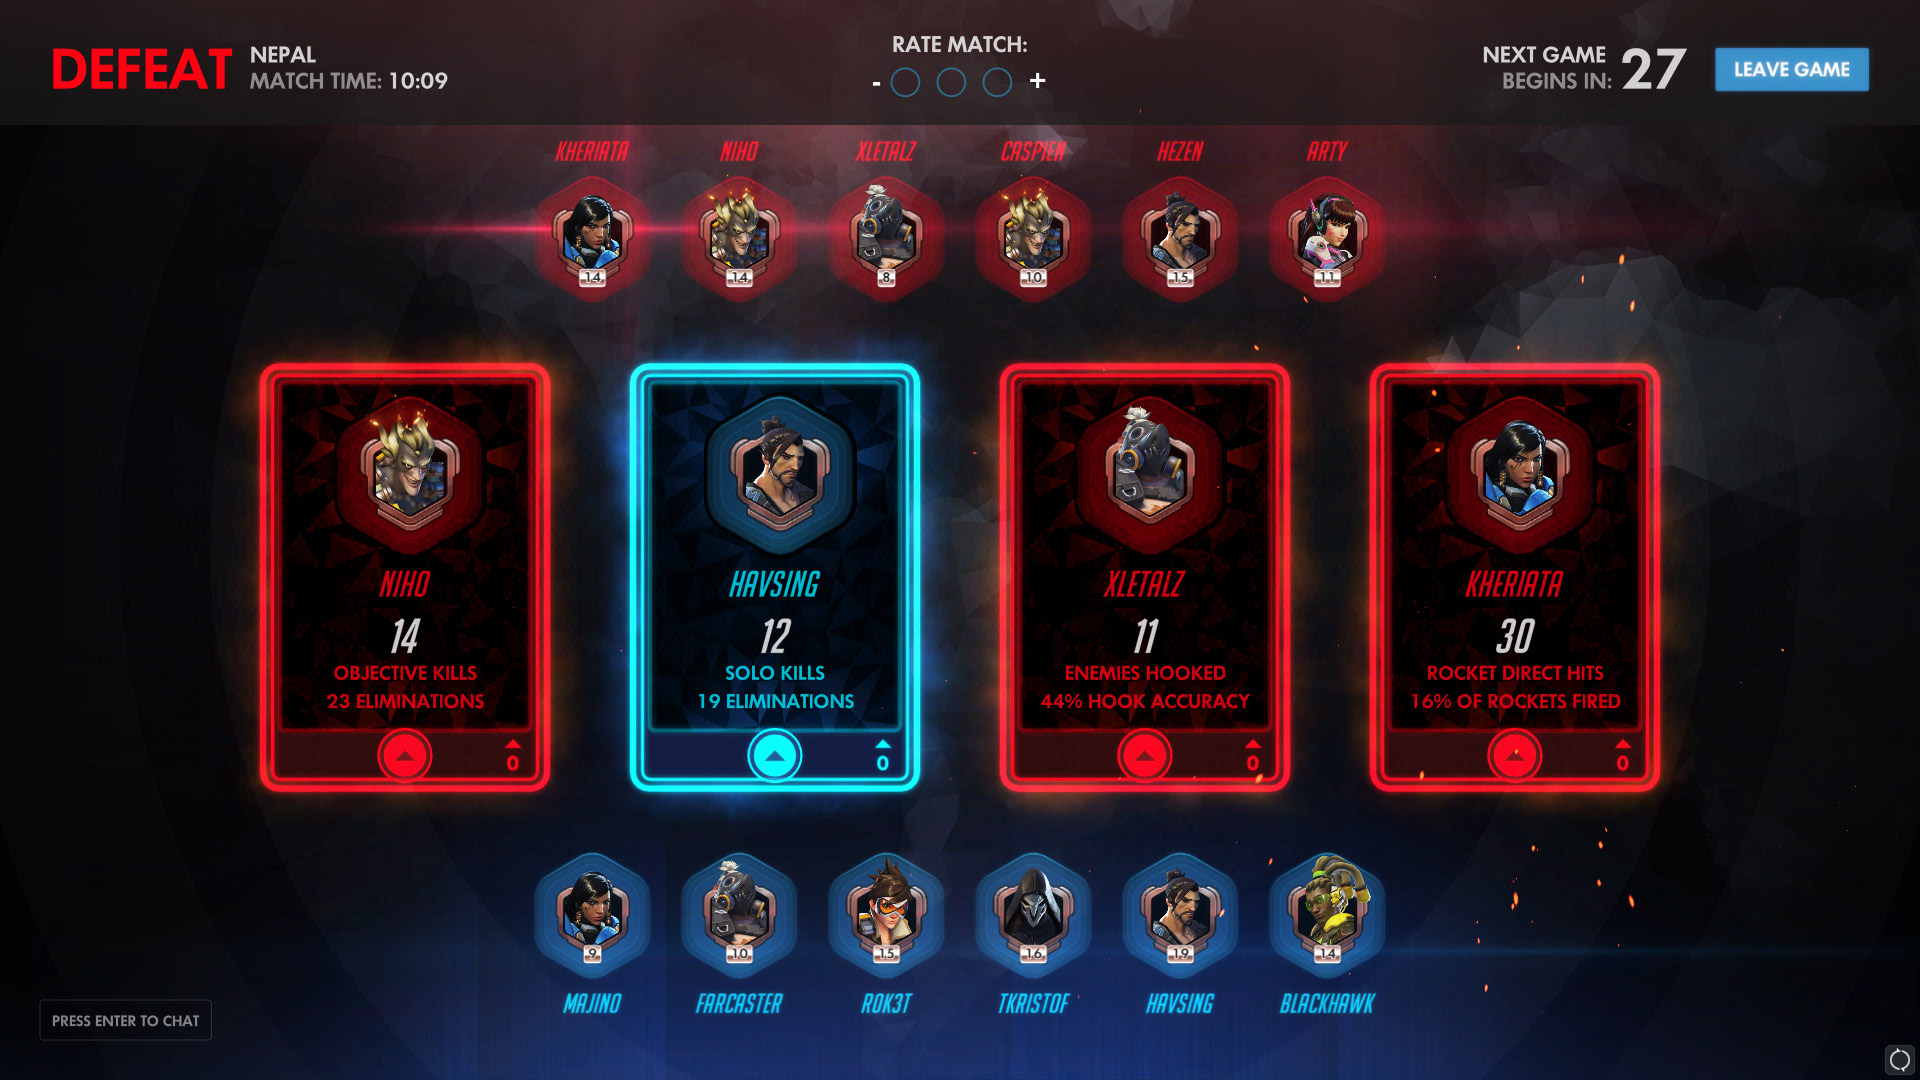 DEFEAT
NEPAL
MATCH TIME: 10:09
RATE MATCH:
- +
NEXT GAME
BEGINS IN: 27
LEAVE GAME
KHERIATA NIHO XLETALZ CASPIEN HEZEN ARTY
14 14 8 10 15 11
NIHO
14
OBJECTIVE KILLS
23 ELIMINATIONS
0
HAVSING
12
SOLO KILLS
19 ELIMINATIONS
0
XLETALZ
11
ENEMIES HOOKED
44% HOOK ACCURACY
0
KHERIATA
30
ROCKET DIRECT HITS
16% OF ROCKETS FIRED
0
9 10 15 16 19 14
MAJINO FARCASTER ROK3T TKRISTOF HAVSING BLACKHAWK
PRESS ENTER TO CHAT